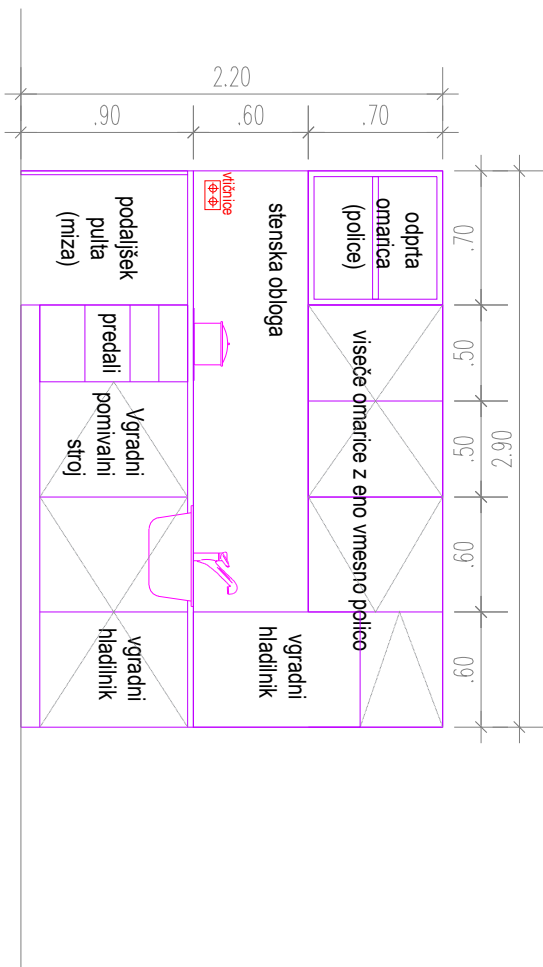 2.20
.90
.60
.70
vtičnice
stenska obloga
odprta
omarica
(police)
podaljšek
pulta
(miza)
predali
Vgradni
pomivalni
stroj
viseče omarice z eno vmesno polico
vgradni
hladilnik
vgradni
hladilnik
.70
.50
.50
.60
.60
2.90